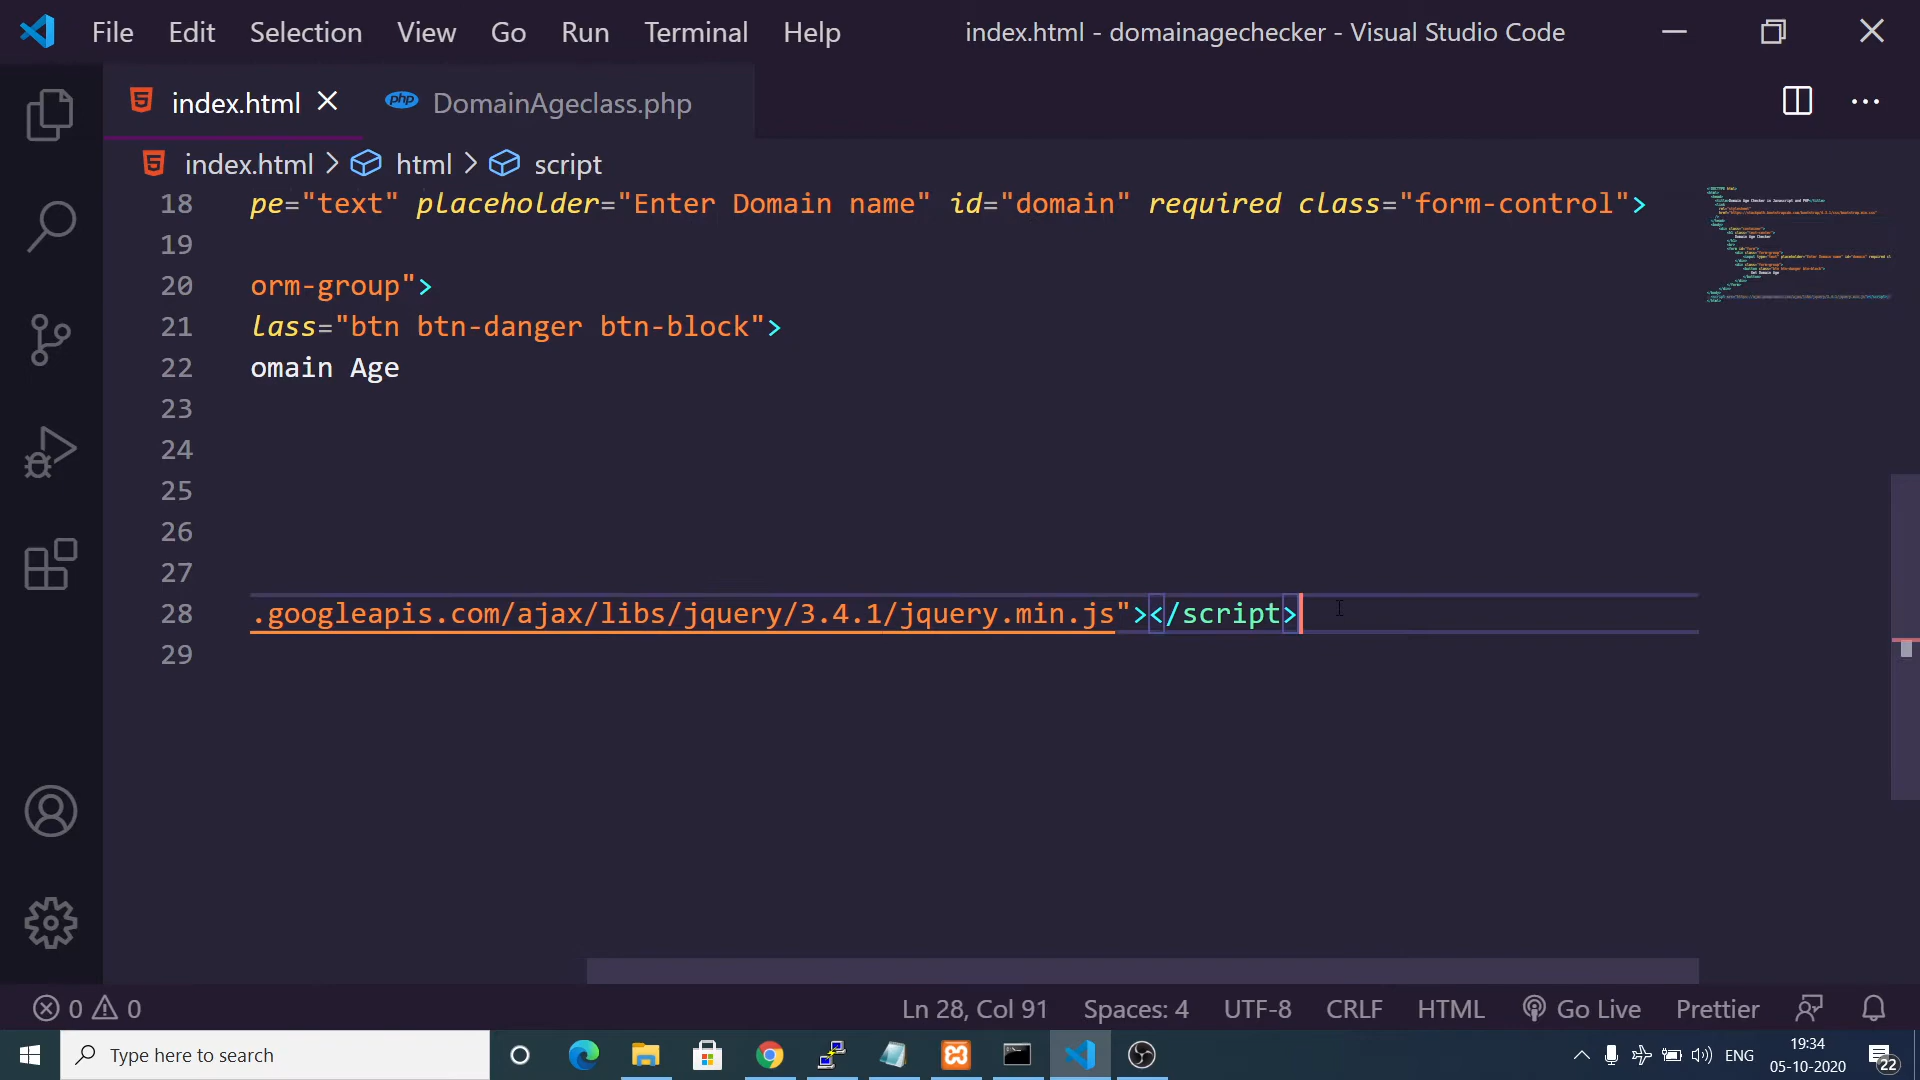 File Edit Selection View Go Run Terminal Help index.html - domainagechecker - Visual Studio Code
index.html DomainAgeclass.php
index.html > html > script
18 pe="text" placeholder="Enter Domain name" id="domain" required class="form-control">
19
20 orm-group">
21 lass="btn btn-danger btn-block">
22 omain Age
23
24
25
26
27
28 .googleapis.com/ajax/libs/jquery/3.4.1/jquery.min.js"></script>
29
0 0 Ln 28, Col 91 Spaces: 4 UTF-8 CRLF HTML Go Live Prettier
Type here to search ENG 19:34
05-10-2020 22